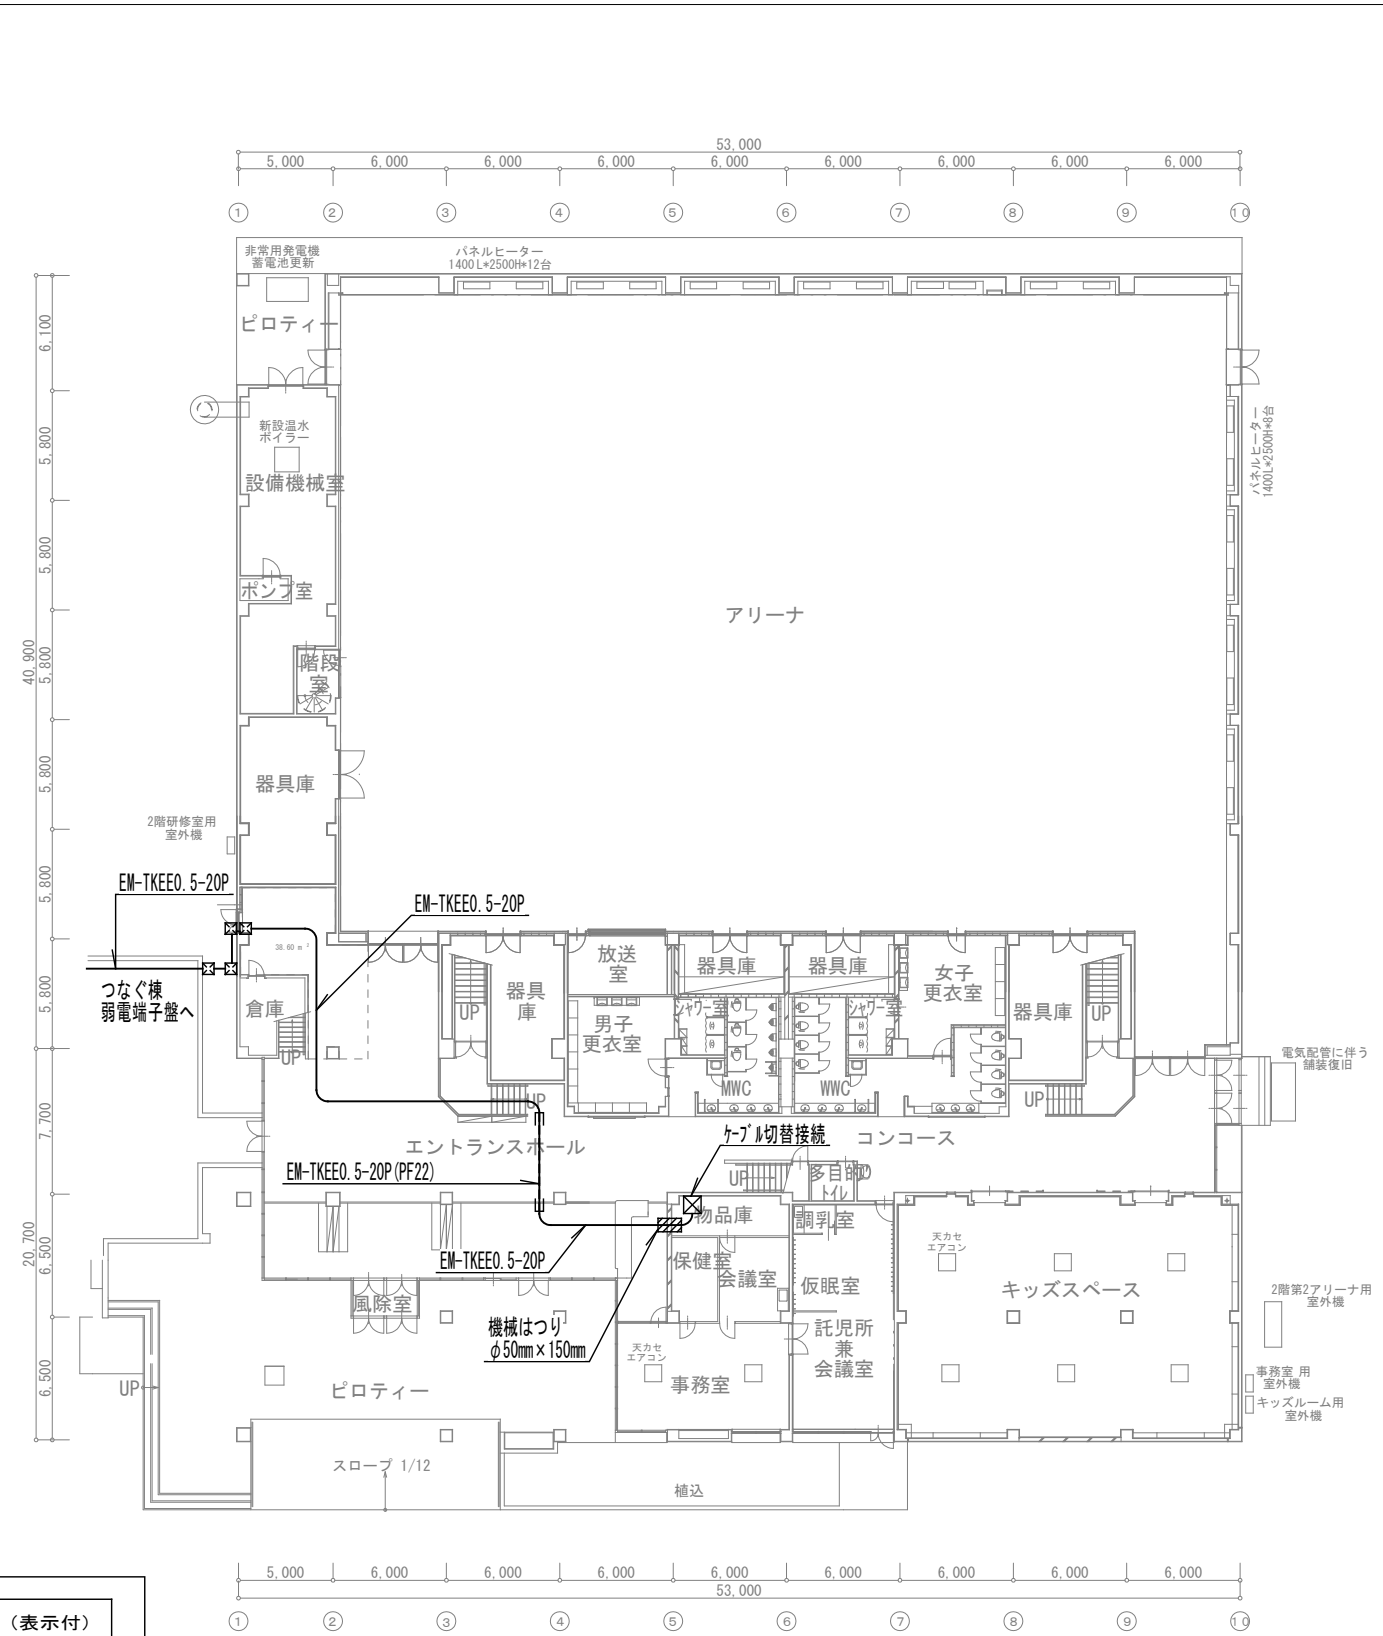 53,000
5,000 6,000 6,000 6,000 6,000 6,000 6,000 6,000 6,000
① ② ③ ④ ⑤ ⑥ ⑦ ⑧ ⑨ ⑩
非常用発電機
蓄電池更新
パネルヒーター
1400L*2500H*12台
ピロティー
6,100
5,800
5,800
5,800
5,800
5,800
5,800
40,900
7,700
6,500
6,500
20,700
新設温水
ボイラー
設備機械室
パネルヒーター
1400L*2500H*8台
ポンプ室
アリーナ
階段
室
器具庫
2階研修室用
室外機
EM-TKEE0.5-20P
EM-TKEE0.5-20P
38.60㎡
つなぐ棟
弱電端子盤へ
倉庫
UP
UP
器具
庫
放送
室
男子
更衣室
器具庫
器具庫
シャワー室
シャワー室
女子
更衣室
器具庫
UP
MWC
WWC
UP
UP
電気配管に伴う
舗装復旧
エントランスホール
ケーブル切替接続
コンコース
EM-TKEE0.5-20P(PF22)
UP
多目的
トイレ
物品庫
調乳室
EM-TKEE0.5-20P
保健室
会議室
仮眠室
天カセ
エアコン
キッズスペース
2階第2アリーナ用
室外機
風除室
機械はつり
φ50mm×150mm
天カセ
エアコン
託児所
兼
会議室
事務室
事務室 用
室外機
キッズルーム用
室外機
UP
ピロティー
スロープ 1/12
植込
5,000 6,000 6,000 6,000 6,000 6,000 6,000 6,000 6,000
53,000
① ② ③ ④ ⑤ ⑥ ⑦ ⑧ ⑨ ⑩
(表示付)